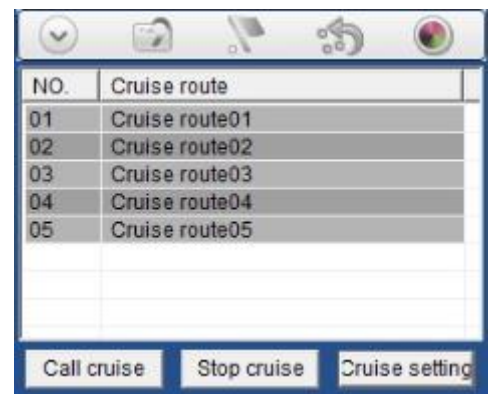 NO. Cruise route
01 Cruise route01
02 Cruise route02
03 Cruise route03
04 Cruise route04
05 Cruise route05
Call cruise Stop cruise Cruise setting